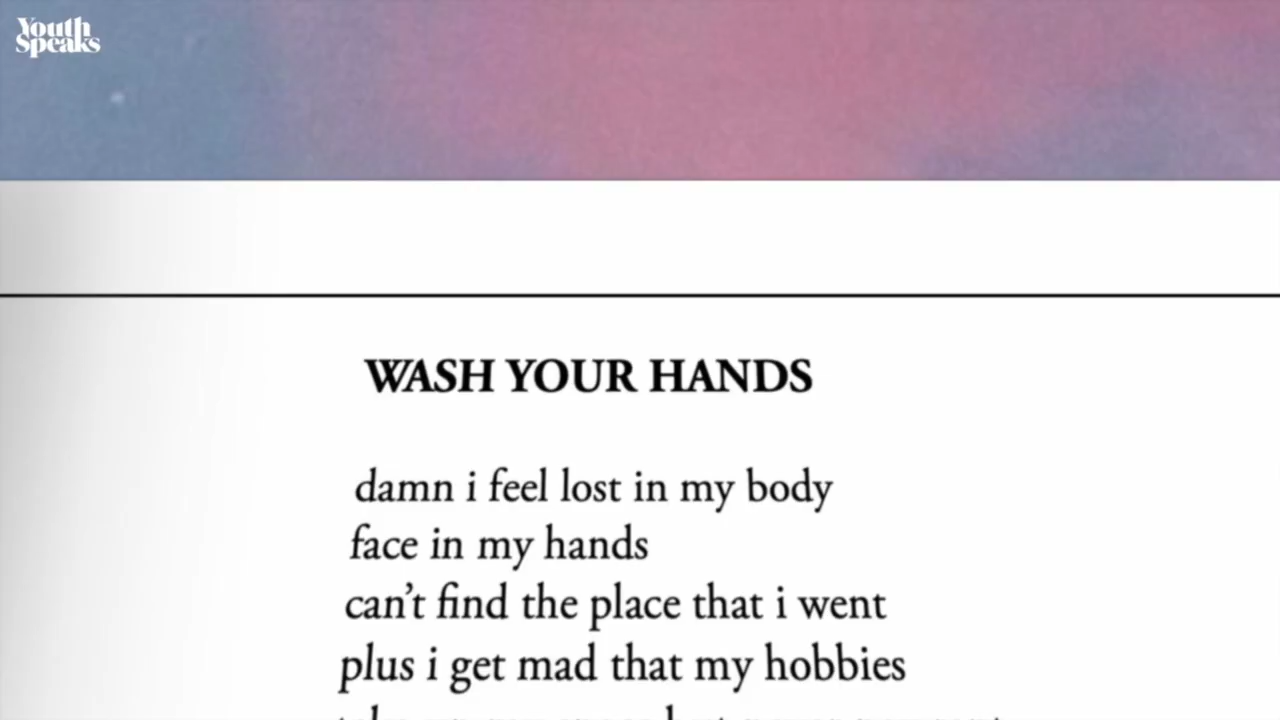 Youth
Speaks
WASH YOUR HANDS
damn i feel lost in my body
face in my hands
can’t find the place that i went
plus i get mad that my hobbies